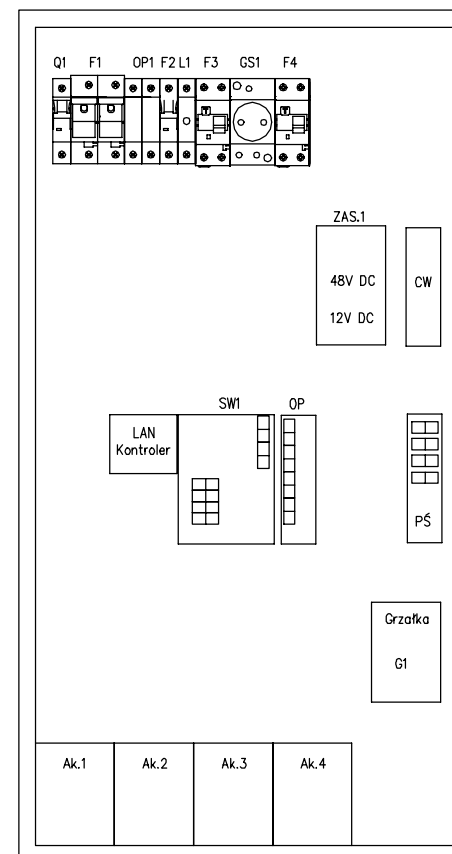 Q1 F1 OP1 F2 L1 F3 GS1 F4
ZAS.1
48V DC
12V DC
CW
SW1
OP
LAN
Kontroler
PŚ
Grzałka
G1
Ak.1
Ak.2
Ak.3
Ak.4